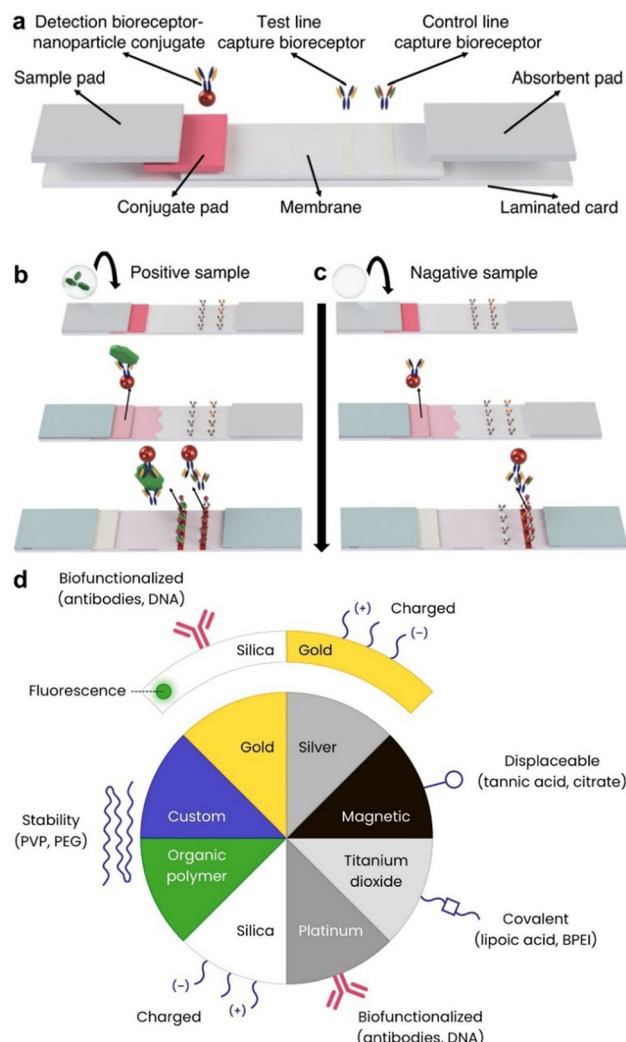 a
Detection bioreceptor-
nanoparticle conjugate
Test line
capture bioreceptor
Control line
capture bioreceptor
Sample pad
Absorbent pad
Conjugate pad
Membrane
Laminated card
b
Positive sample
c
Nagative sample
d
Biofunctionalized
(antibodies, DNA)
(+)
Charged
(-)
Silica
Gold
Fluorescence
Gold
Silver
Displaceable
(tannic acid, citrate)
Custom
Magnetic
Stability
(PVP, PEG)
Organic
polymer
Titanium
dioxide
Silica
Platinum
Covalent
(lipoic acid, BPEI)
(-)
(+)
Charged
Biofunctionalized
(antibodies, DNA)